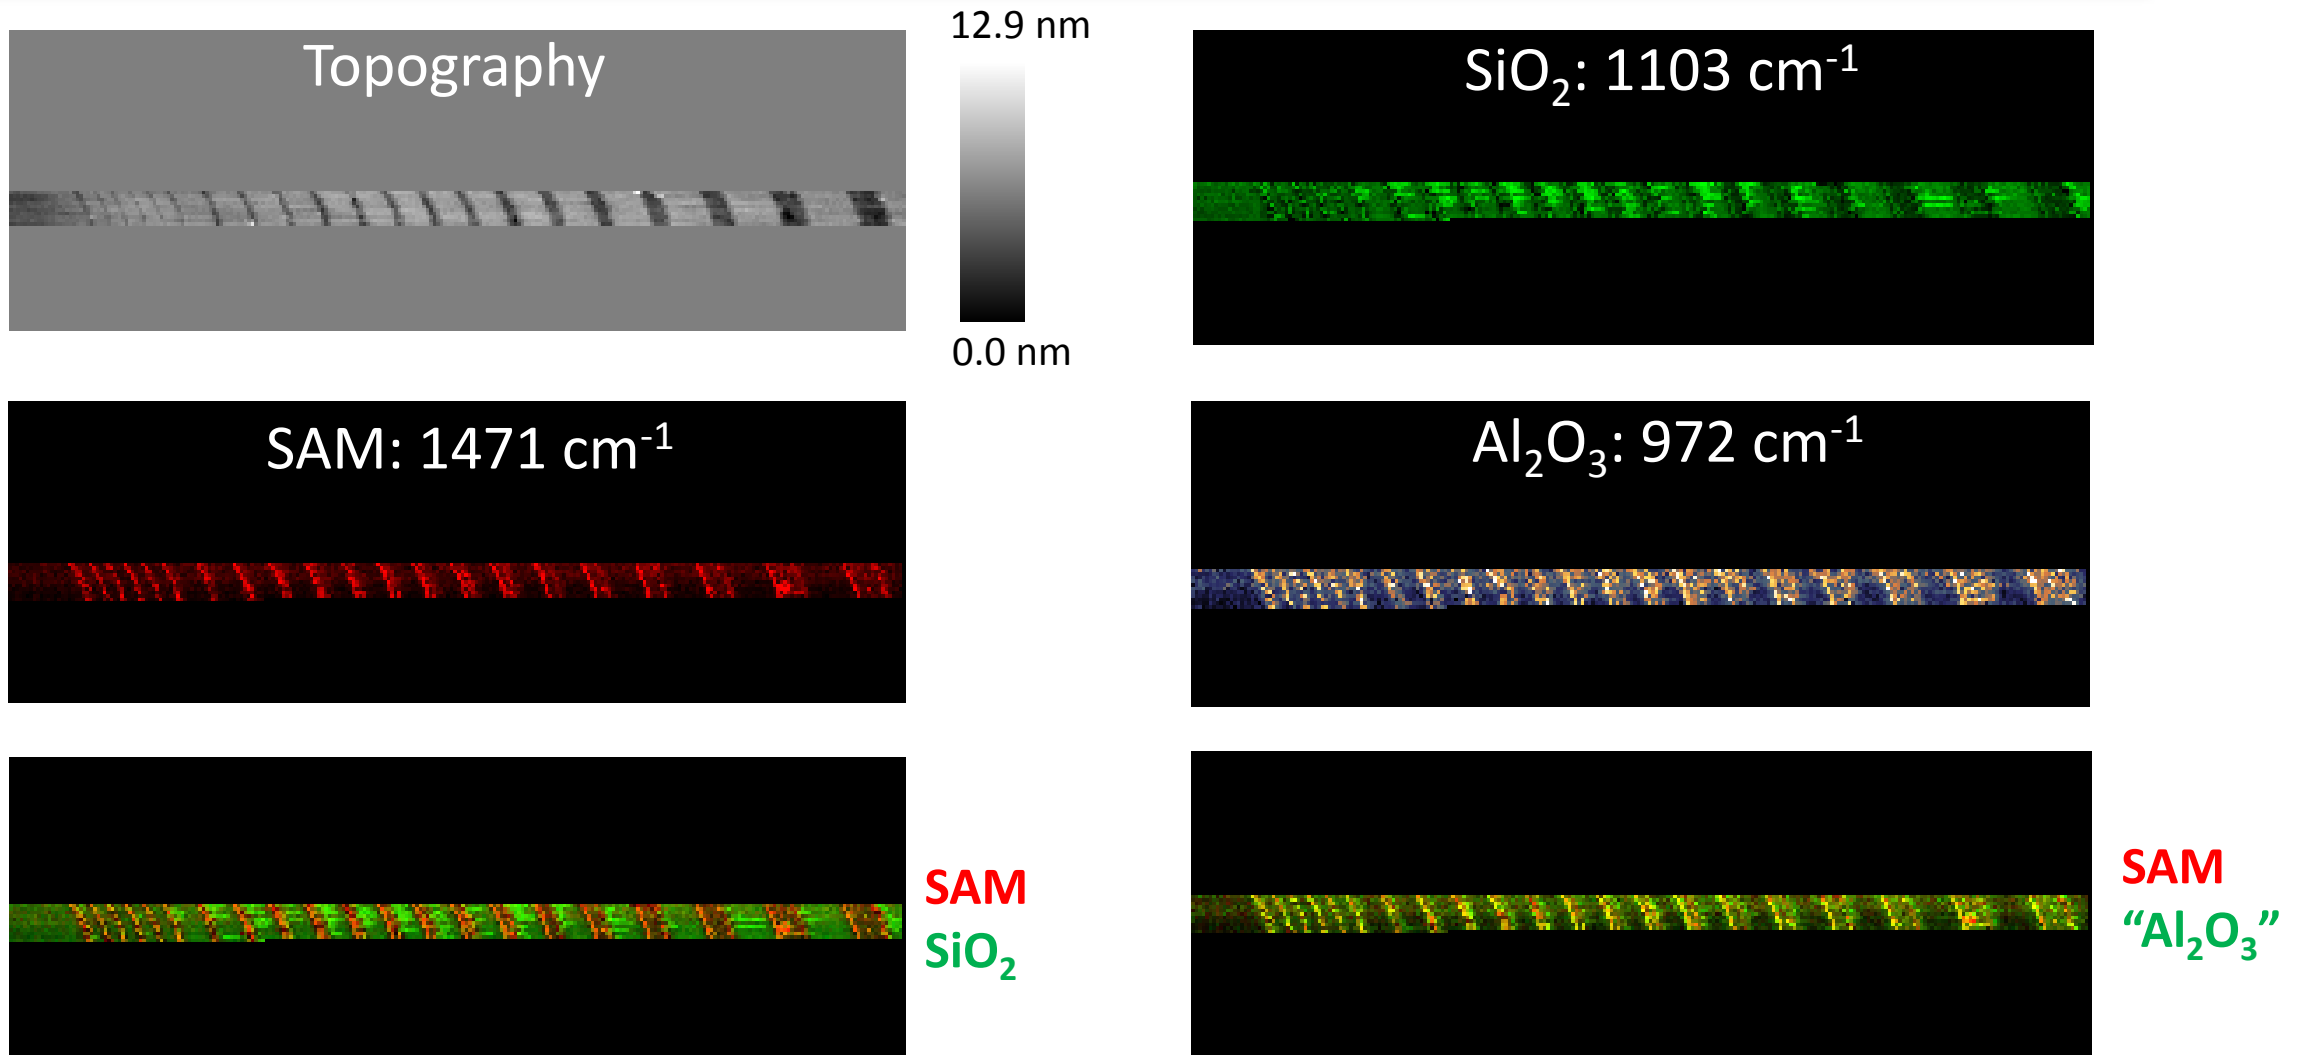 Topography
12.9 nm
0.0 nm
SiO₂: 1103 cm⁻¹
SAM: 1471 cm⁻¹
Al₂O₃: 972 cm⁻¹
SAM
SiO₂
SAM
“Al₂O₃”